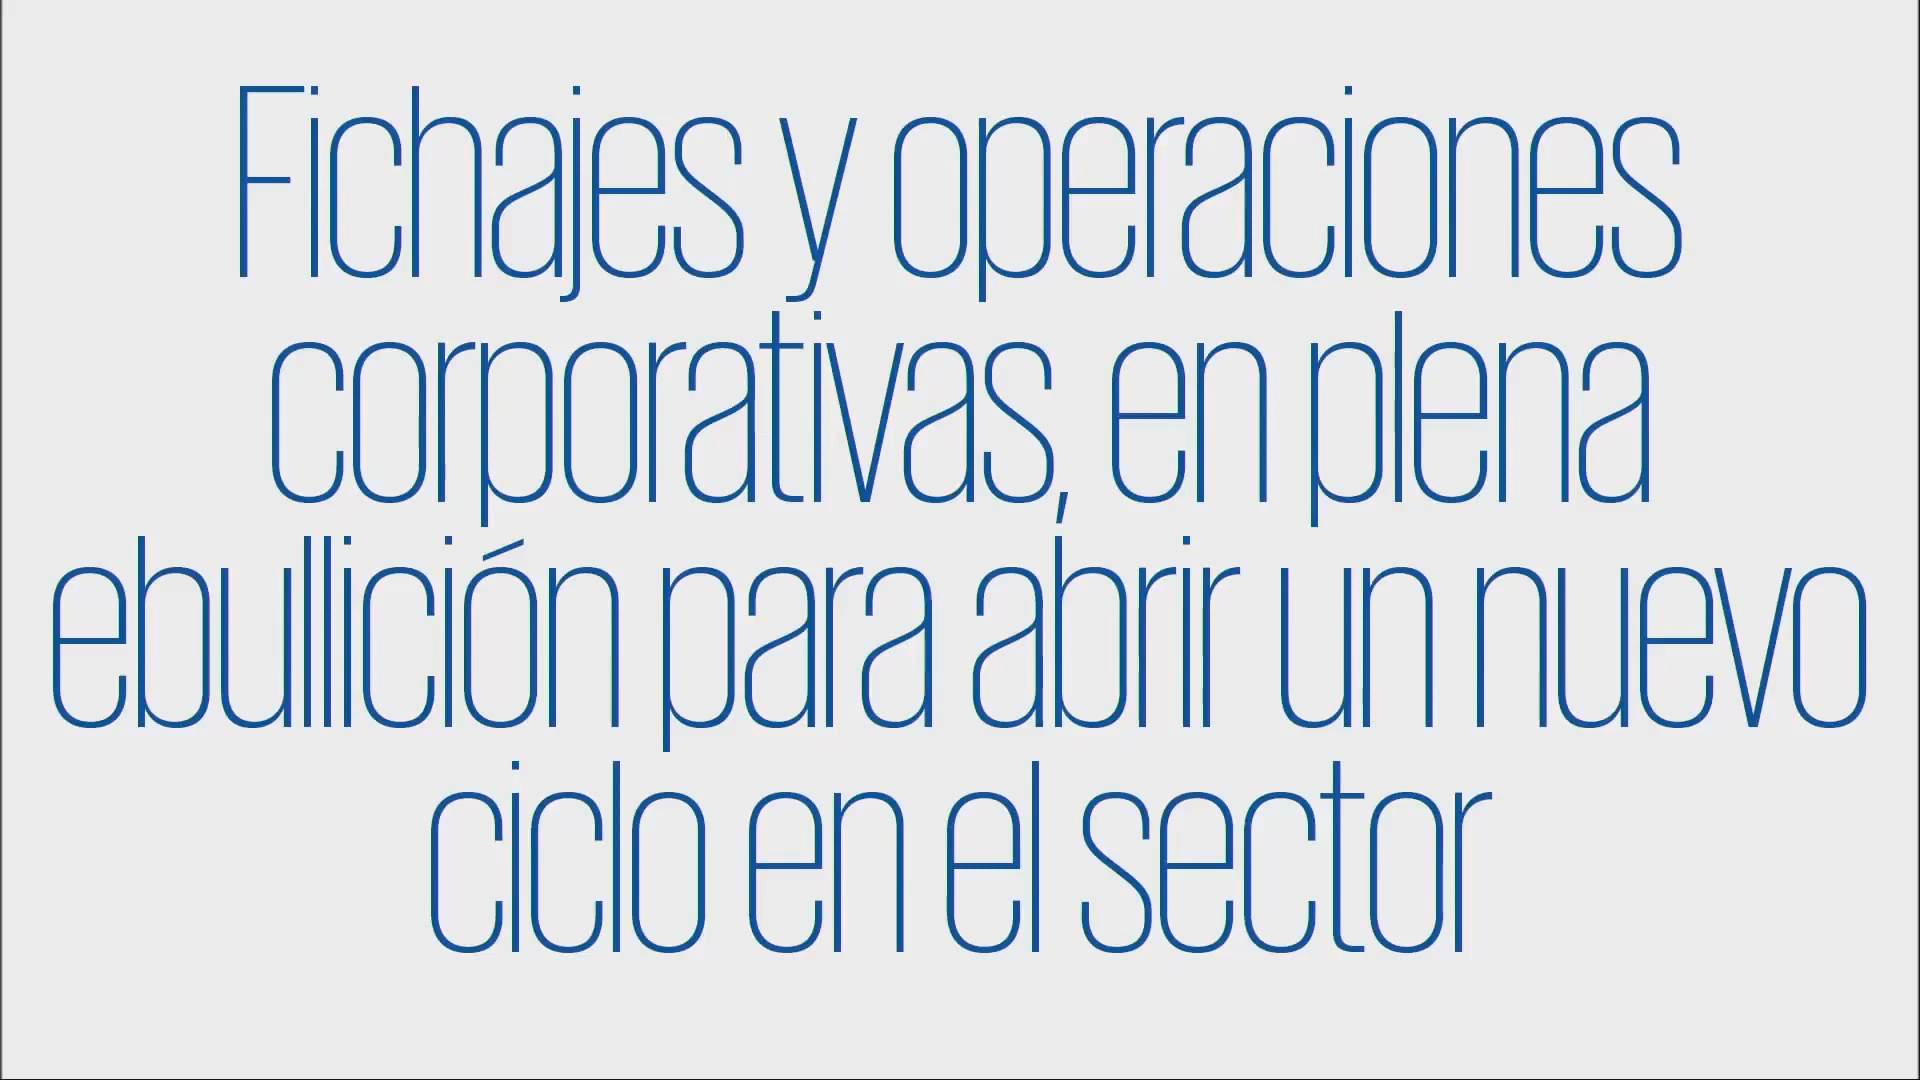 Fichajes y operaciones
corporativas, en plena
ebullición para abrir un nuevo
ciclo en el sector